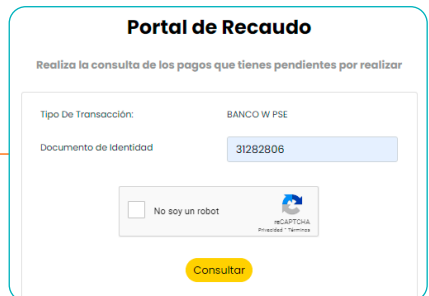 Portal de Recaudo
Realiza la consulta de los pagos que tienes pendientes por realizar
Tipo De Transacción: BANCO W PSE
Documento de Identidad 31282806
No soy un robot
reCAPTCHA
Privacidad * Términos
Consultar